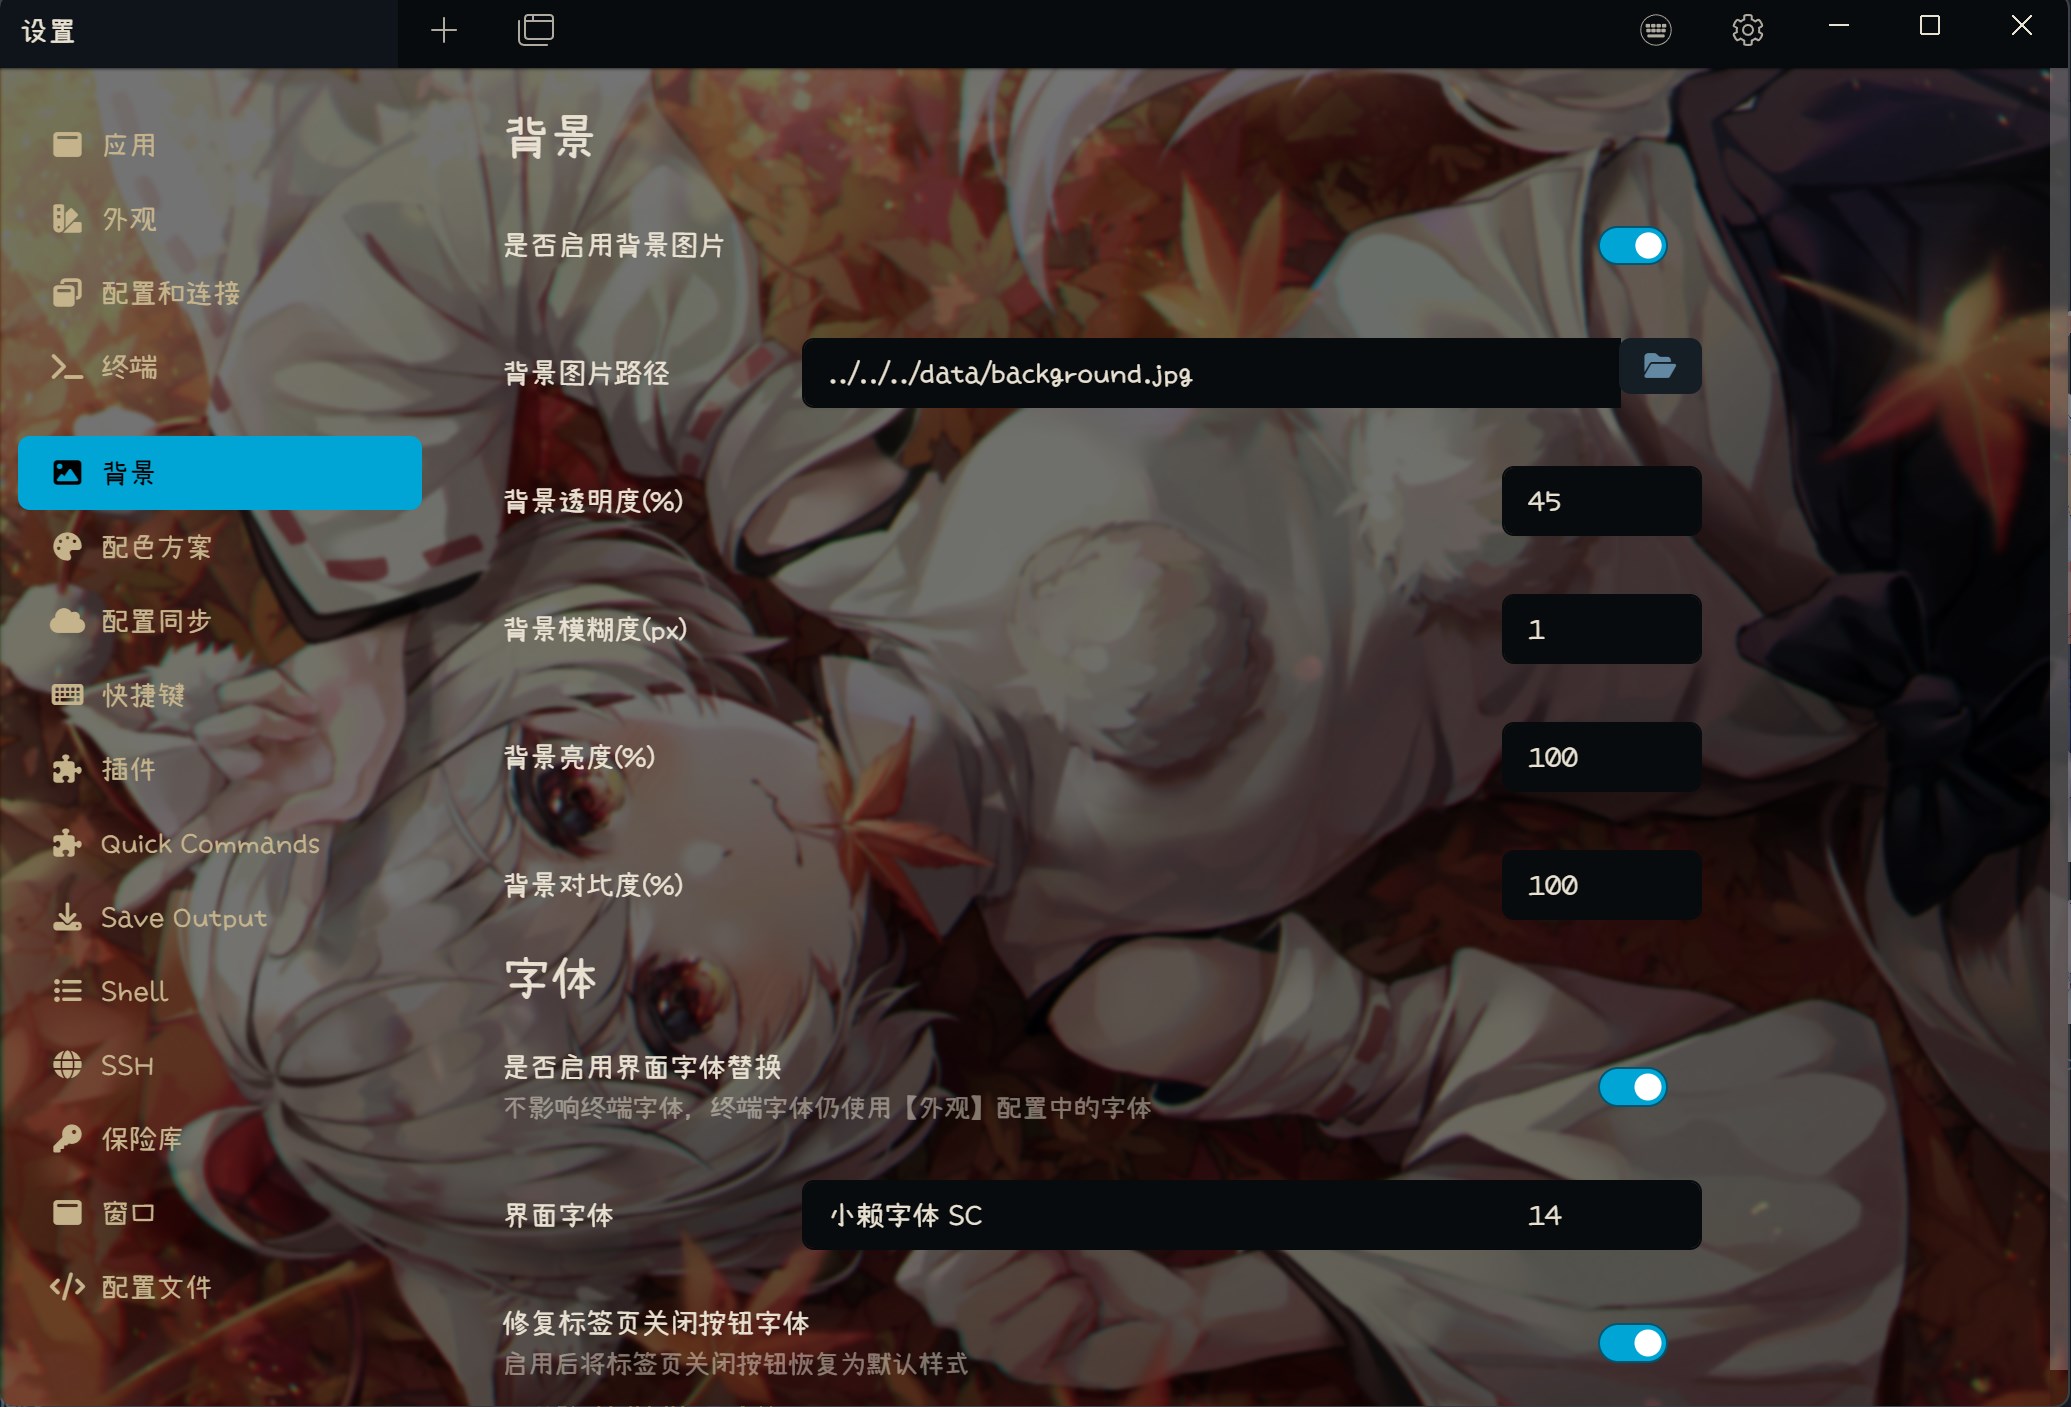 设置
应用
外观
配置和连接
终端
背景
配色方案
配置同步
快捷键
插件
Quick Commands
Save Output
Shell
SSH
保险库
窗口
配置文件
背景
是否启用背景图片
背景图片路径
../../../data/background.jpg
背景透明度(%)
45
背景模糊度(px)
1
背景亮度(%)
100
背景对比度(%)
100
字体
是否启用界面字体替换
不影响终端字体，终端字体仍使用【外观】配置中的字体
界面字体
小赖字体 SC
14
修复标签页关闭按钮字体
启用后将标签页关闭按钮恢复为默认样式